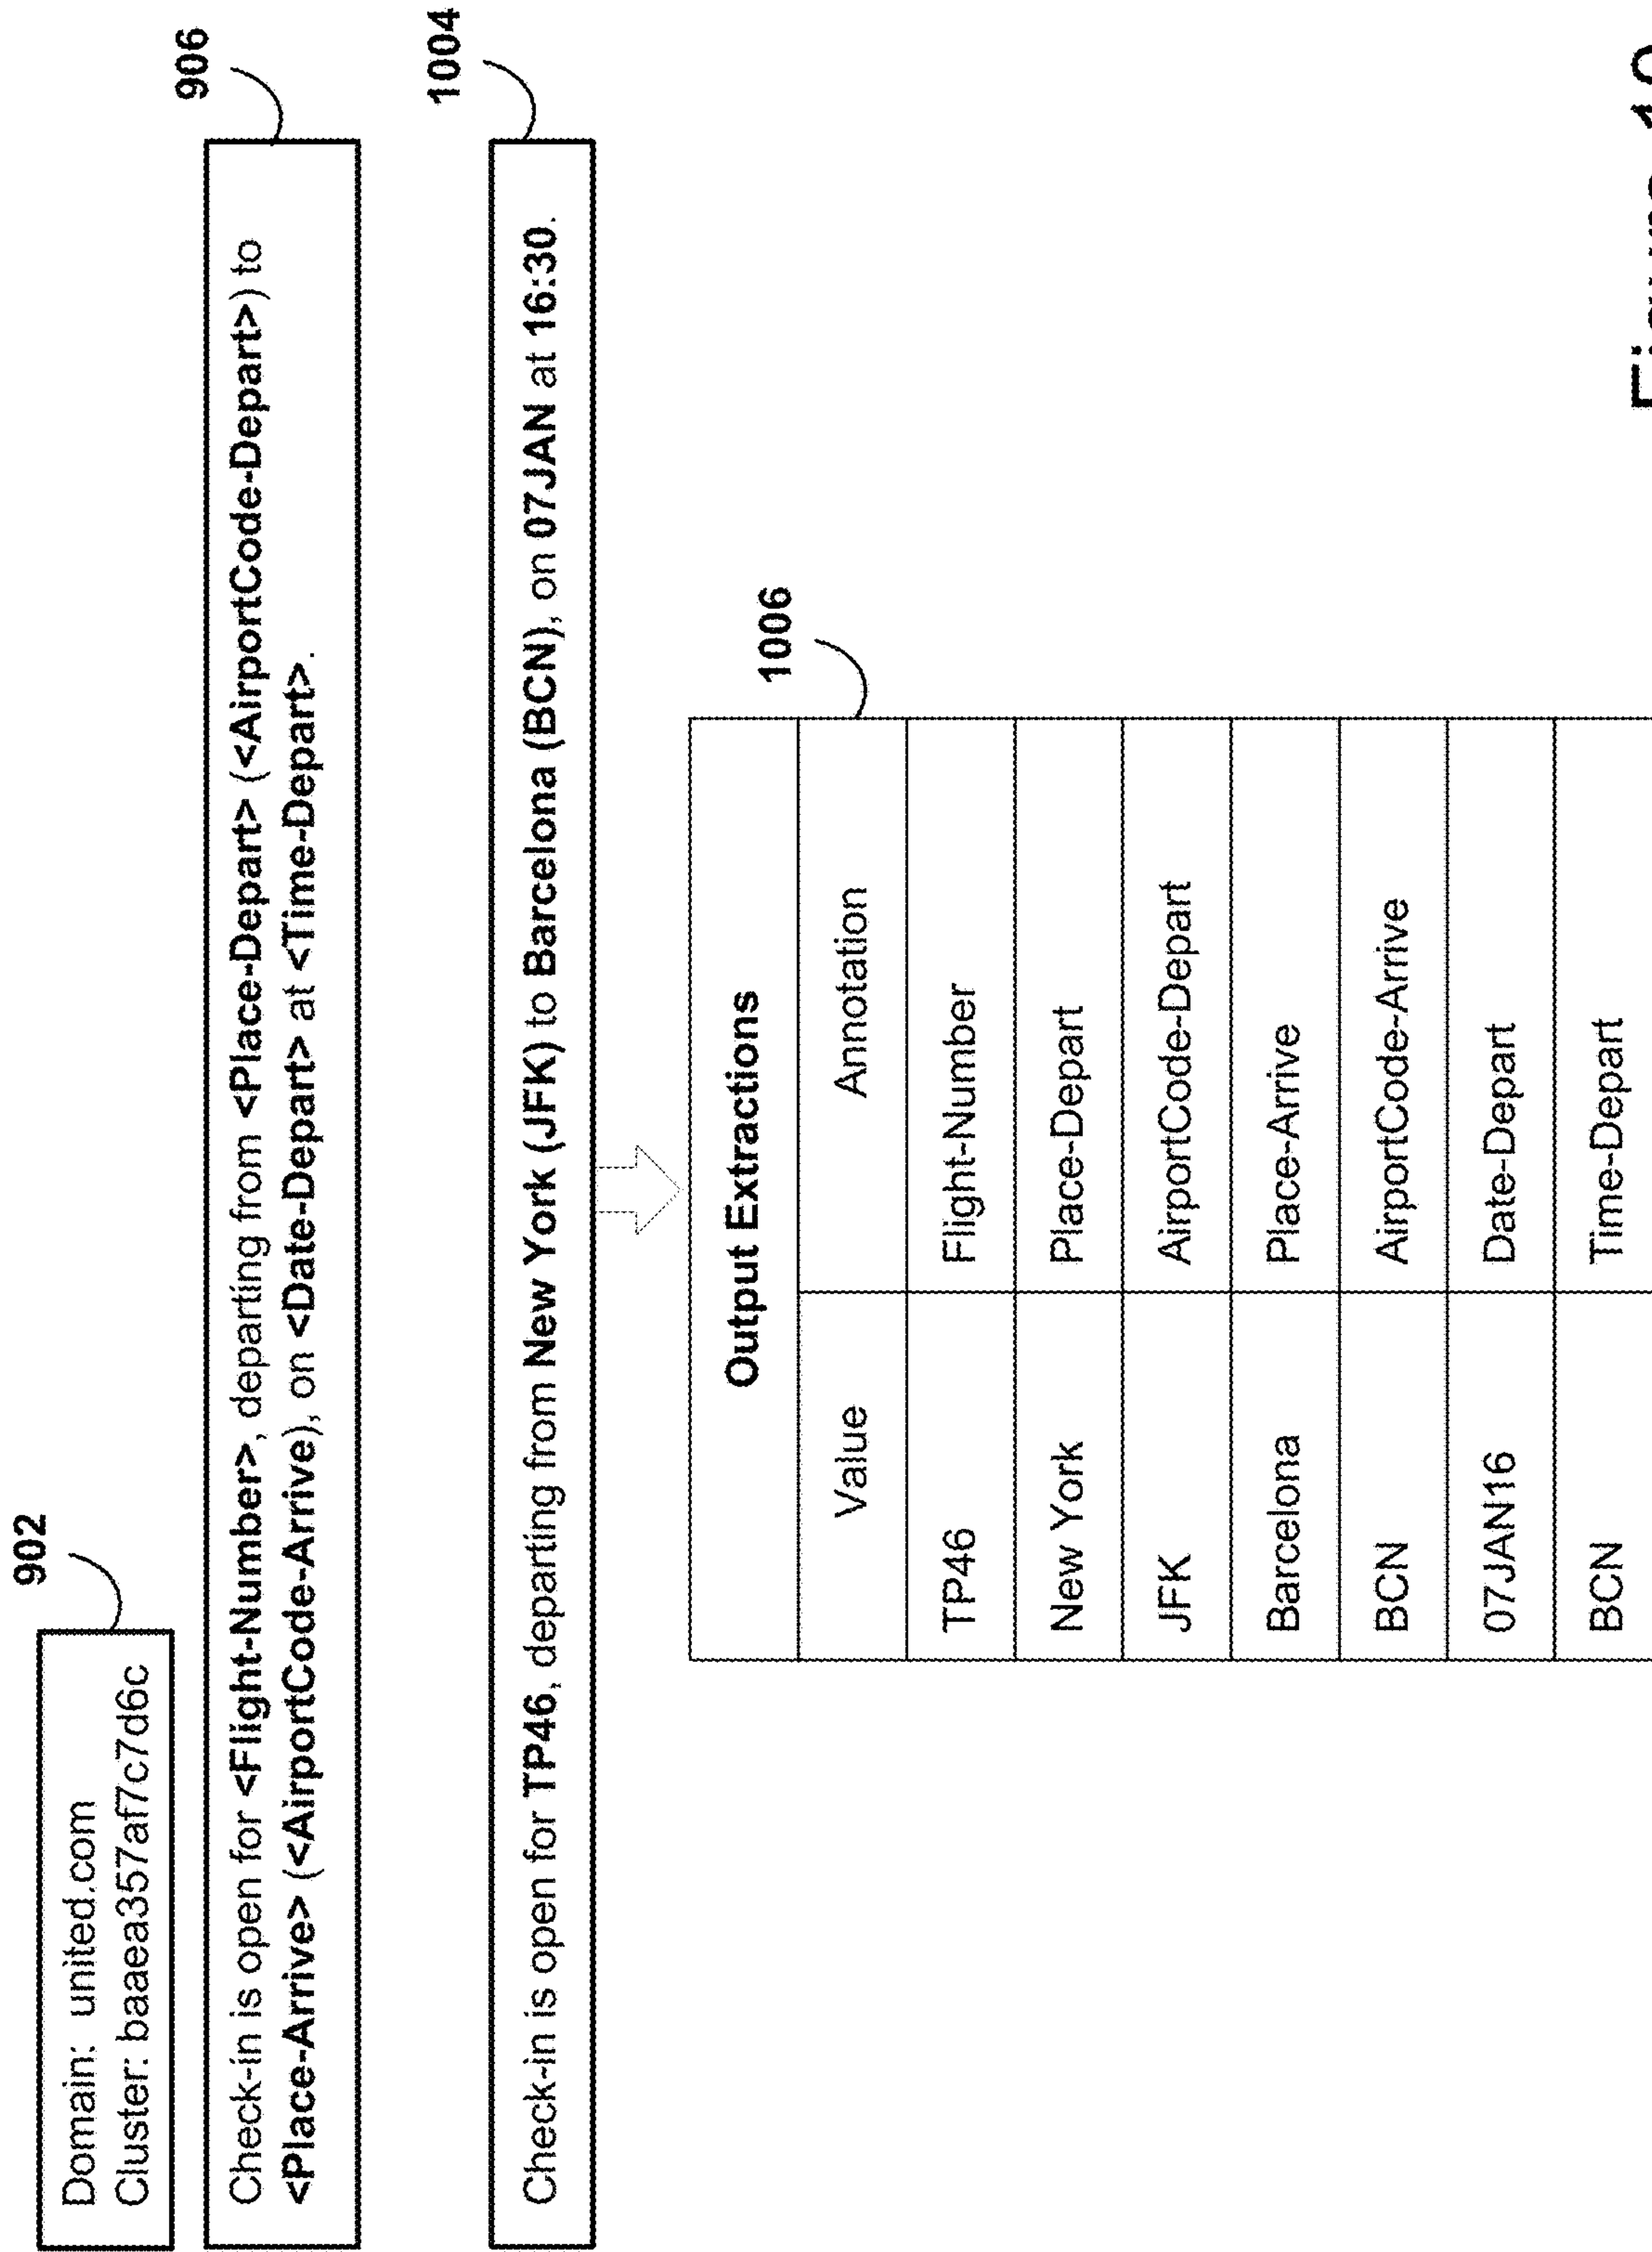 902
Domain: united.com
Cluster: baaea357af7c7d6c
906
Check-in is open for <Flight-Number>, departing from <Place-Depart> (<AirportCode-Depart>) to
<Place-Arrive> (<AirportCode-Arrive), on <Date-Depart> at <Time-Depart>.
1004
Check-in is open for TP46, departing from New York (JFK) to Barcelona (BCN), on 07JAN at 16:30.
1006
Output Extractions
Value Annotation
TP46 Flight-Number
New York Place-Depart
JFK AirportCode-Depart
Barcelona Place-Arrive
BCN AirportCode-Arrive
07JAN16 Date-Depart
BCN Time-Depart